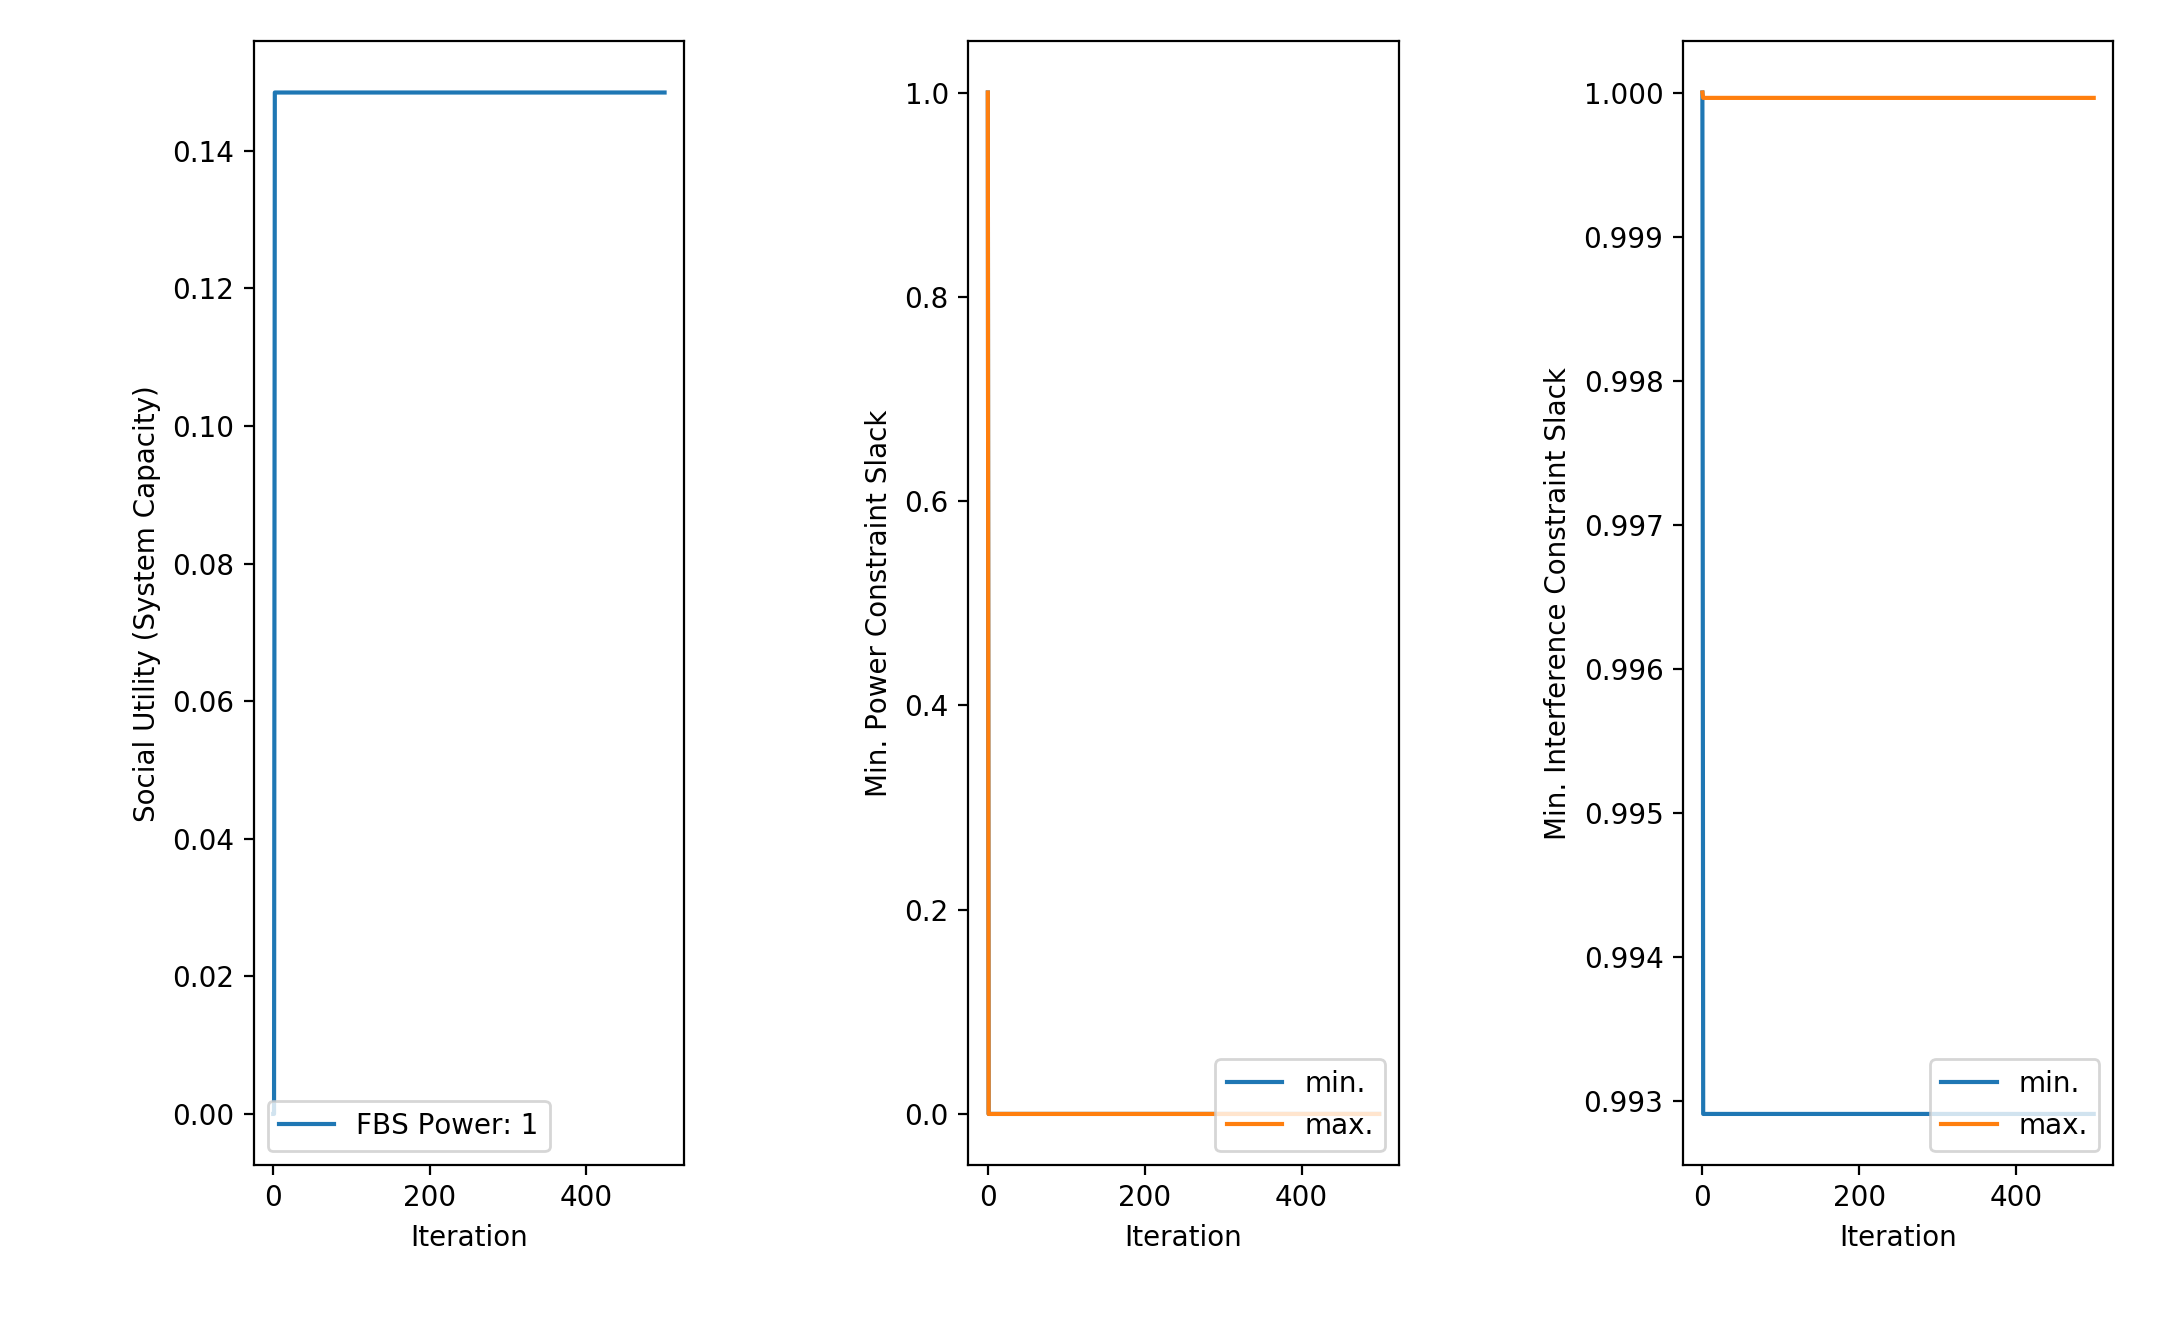 Social Utility (System Capacity)
0.14
0.12
0.10
0.08
0.06
0.04
0.02
0.00
FBS Power: 1
0 200 400
Iteration
Min. Power Constraint Slack
1.0
0.8
0.6
0.4
0.2
0.0
min.
max.
0 200 400
Iteration
Min. Interference Constraint Slack
1.000
0.999
0.998
0.997
0.996
0.995
0.994
0.993
min.
max.
0 200 400
Iteration